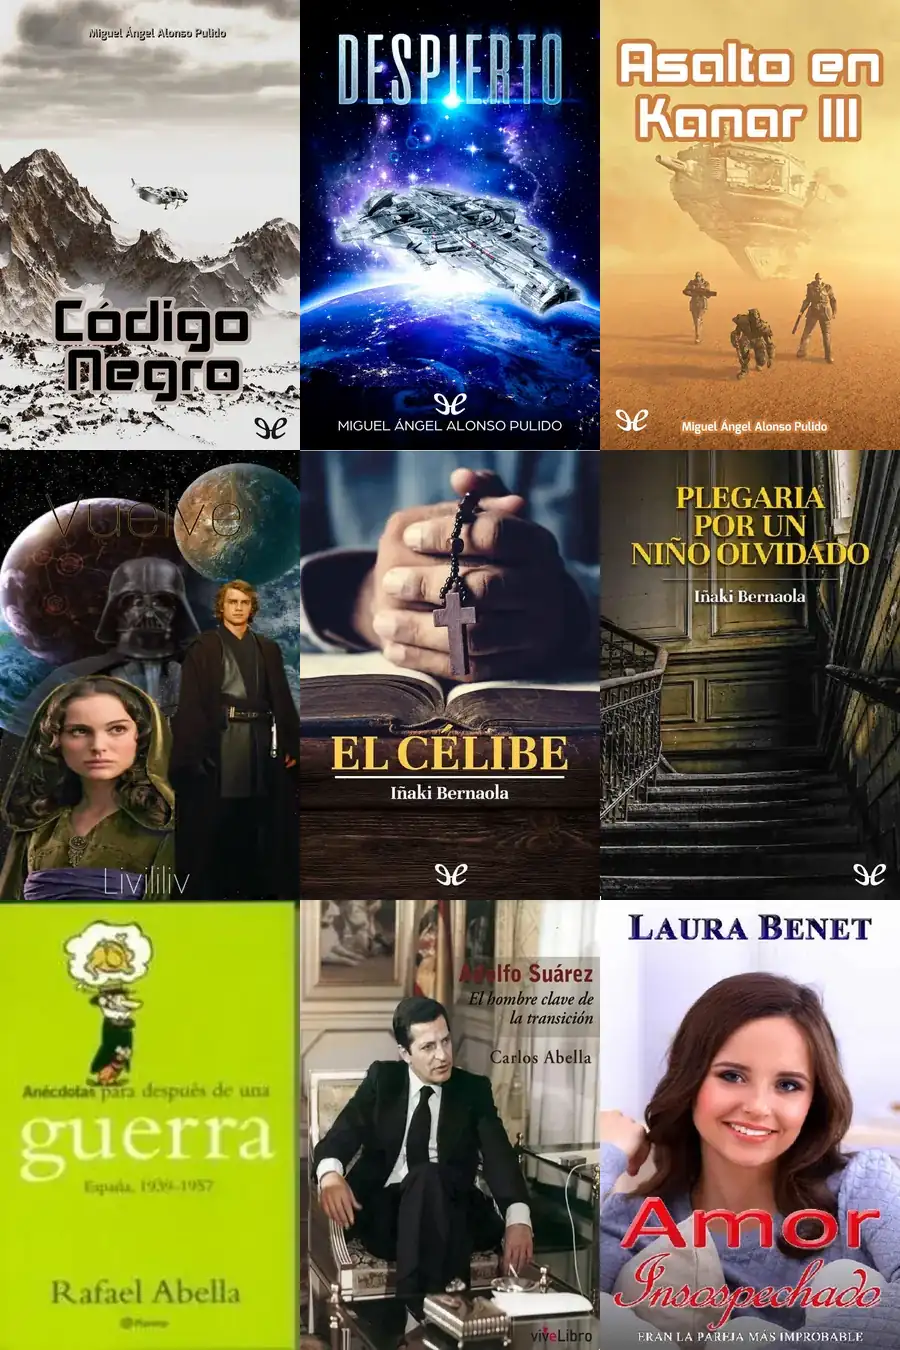 Miguel Ángel Alonso Pulido
Código
Negro
DESPIERTO
MIGUEL ÁNGEL ALONSO PULIDO
Asalto en
Kanar III
Miguel Ángel Alonso Pulido
Vuelve
Livililiv
EL CÉLIBE
Iñaki Bernaola
PLEGARIA
POR UN
NIÑO OLVIDADO
Iñaki Bernaola
Anécdotas para después de una
guerra
España, 1939-1957
Rafael Abella
Planeta
Adolfo Suárez
El hombre clave de
la transición
Carlos Abella
viveLibro
LAURA BENET
Amor
Insospechado
ERAN LA PAREJA MÁS IMPROBABLE